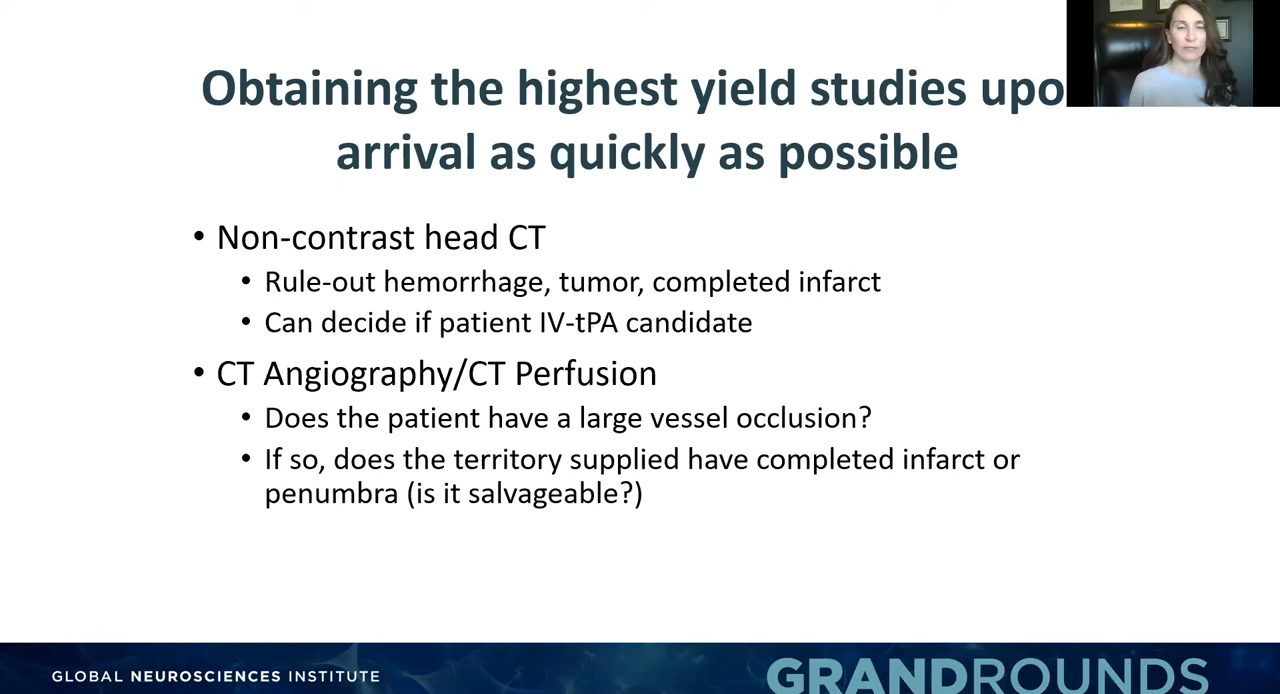 Obtaining the highest yield studies upo
arrival as quickly as possible
• Non-contrast head CT
• Rule-out hemorrhage, tumor, completed infarct
• Can decide if patient IV-tPA candidate
• CT Angiography/CT Perfusion
• Does the patient have a large vessel occlusion?
• If so, does the territory supplied have completed infarct or
penumbra (is it salvageable?)
GLOBAL NEUROSCIENCES INSTITUTE
GRANDROUNDS